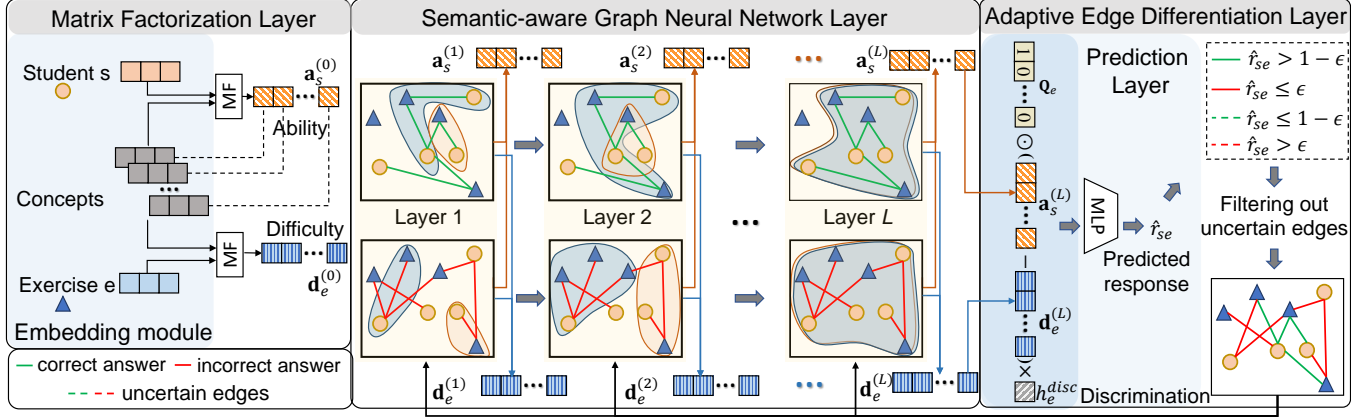 Matrix Factorization Layer
Student s
a_s^(0)
MF
Ability
Concepts
...
Difficulty
MF
d_e^(0)
Exercise e
Embedding module
correct answer
incorrect answer
uncertain edges
Semantic-aware Graph Neural Network Layer
a_s^(1)
a_s^(2)
...
a_s^(L)
Layer 1
Layer 2
...
Layer L
d_e^(1)
d_e^(2)
...
d_e^(L)
Adaptive Edge Differentiation Layer
1 0 ... 0
Q_e
⊙
(
a_s^(L)
−
d_e^(L)
)
×
h_e^disc
Discrimination
MLP
r̂_se
Predicted
response
Prediction
Layer
r̂_se > 1 − ϵ
r̂_se ≤ ϵ
r̂_se ≤ 1 − ϵ
r̂_se > ϵ
Filtering out
uncertain edges